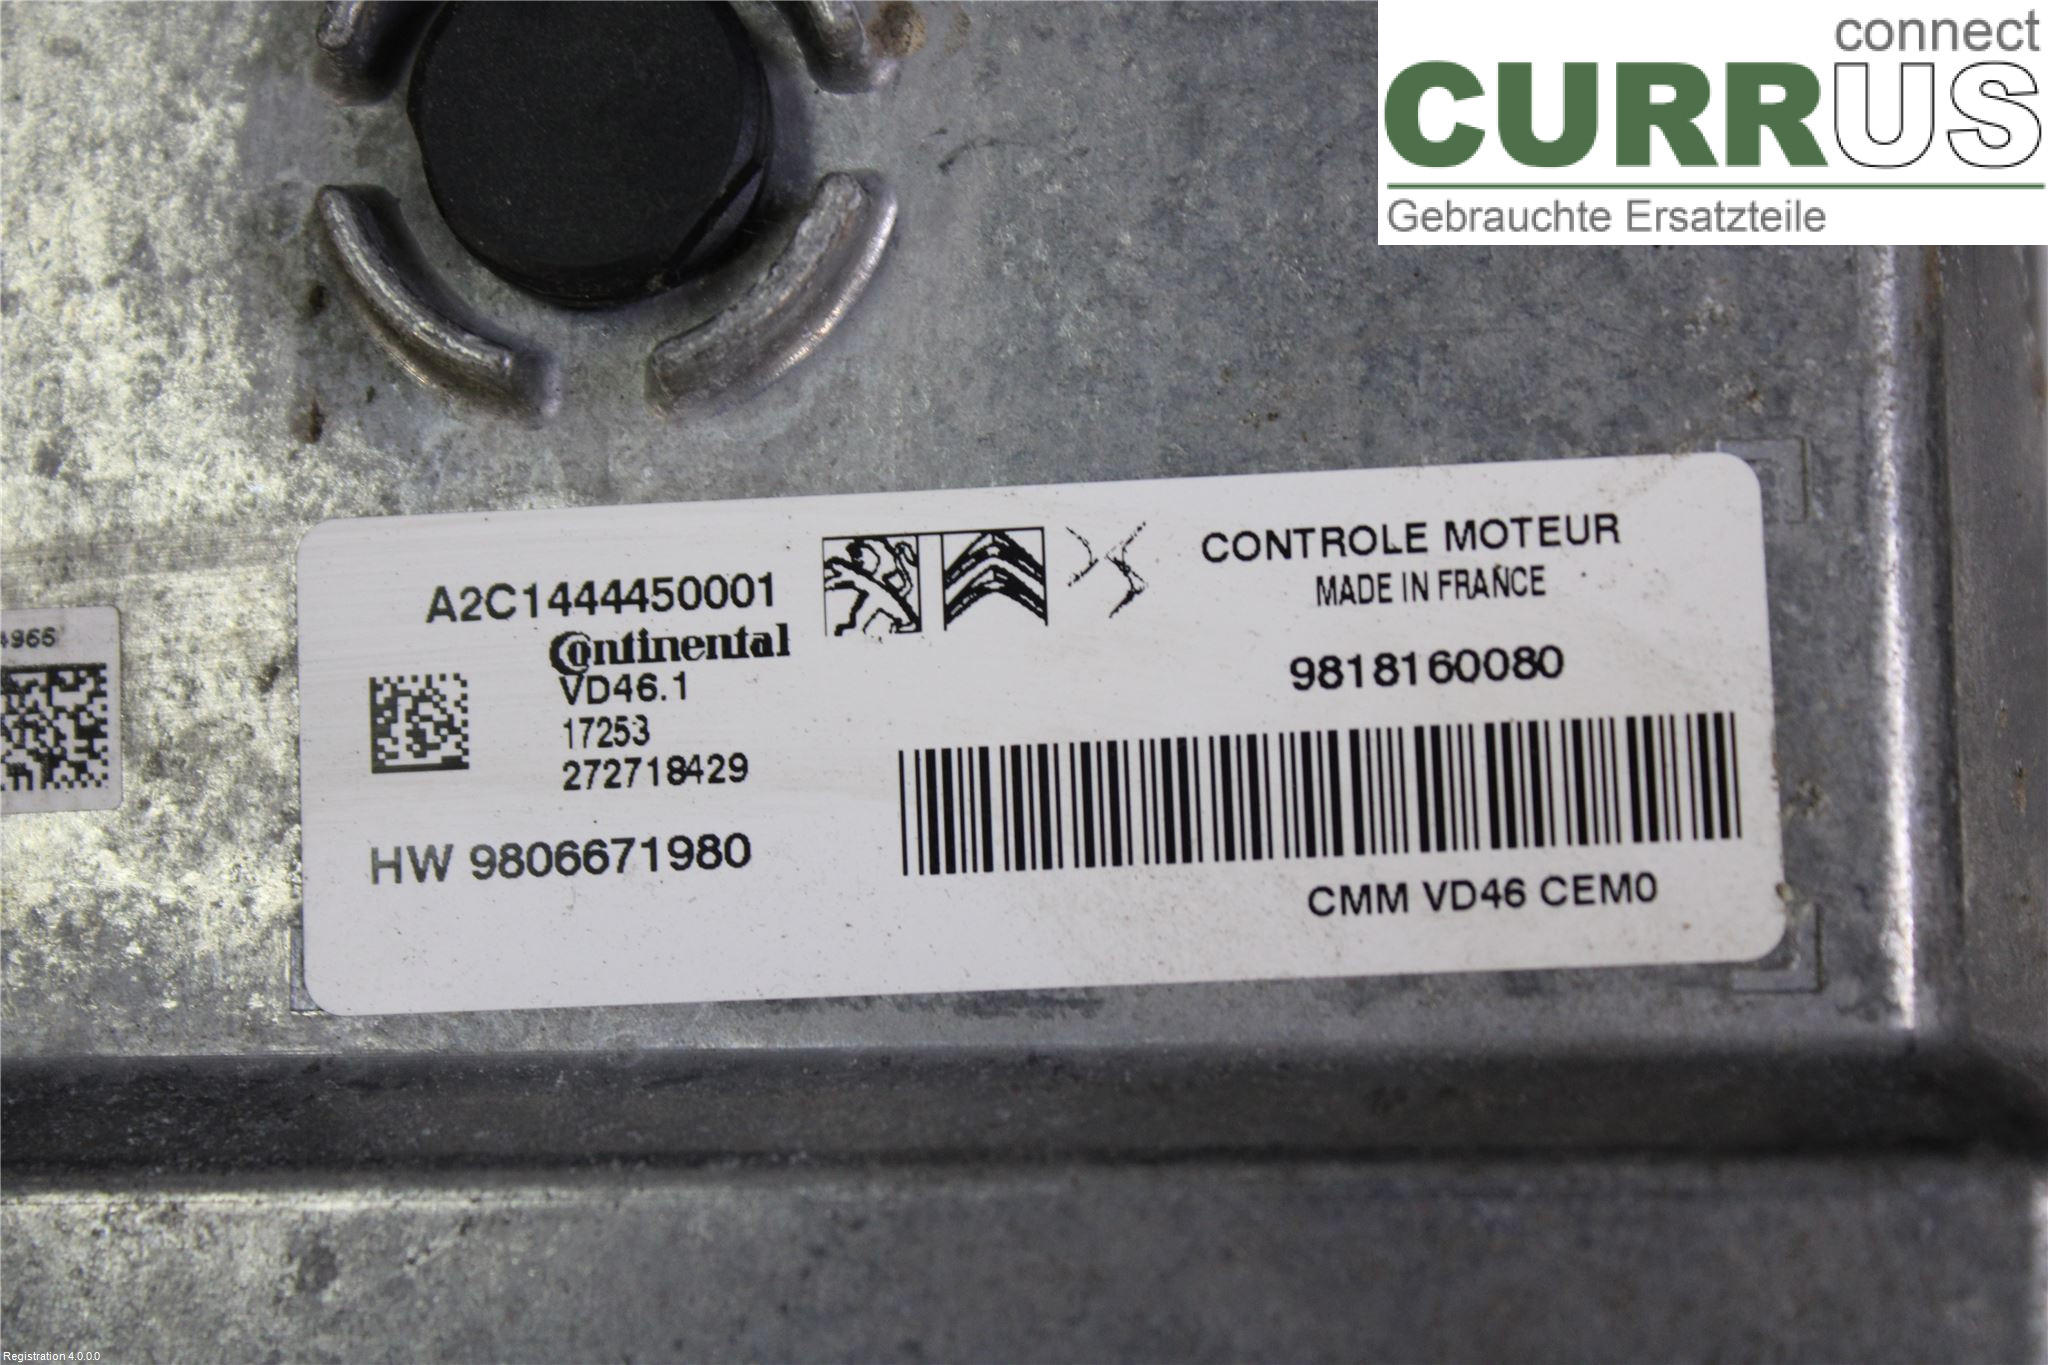 connect
CURRUS
Gebrauchte Ersatzteile
A2C1444450001
Continental
VD46.1
17253
272718429
HW 9806671980
CONTROLE MOTEUR
MADE IN FRANCE
9818160080
CMM VD46 CEM0
4966
Registration 4.0.0.0